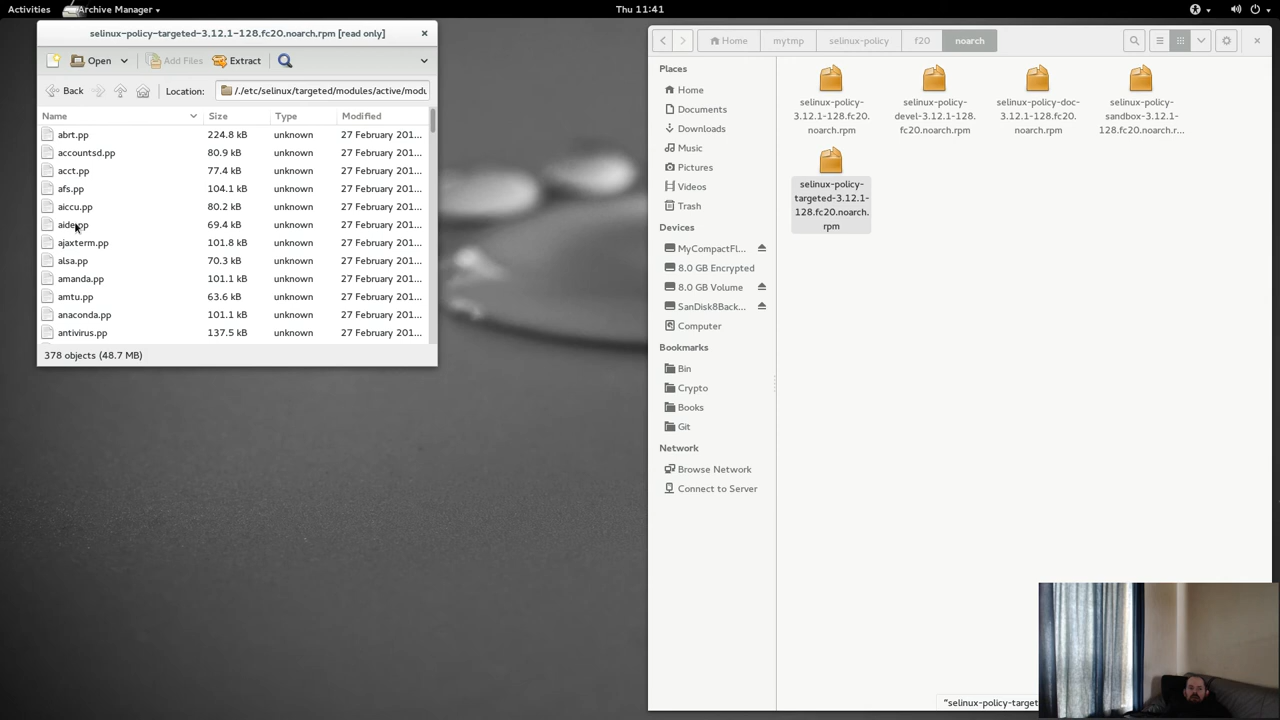 Activities
Archive Manager
Thu 11:41
selinux-policy-targeted-3.12.1-128.fc20.noarch.rpm [read only]
Open
Add Files
Extract
Back
Location:
/./etc/selinux/targeted/modules/active/modu
Name Size Type Modified
abrt.pp 224.8 kB unknown 27 February 201...
accountsd.pp 80.9 kB unknown 27 February 201...
acct.pp 77.4 kB unknown 27 February 201...
afs.pp 104.1 kB unknown 27 February 201...
aiccu.pp 80.2 kB unknown 27 February 201...
aide.pp 69.4 kB unknown 27 February 201...
ajaxterm.pp 101.8 kB unknown 27 February 201...
alsa.pp 70.3 kB unknown 27 February 201...
amanda.pp 101.1 kB unknown 27 February 201...
amtu.pp 63.6 kB unknown 27 February 201...
anaconda.pp 101.1 kB unknown 27 February 201...
antivirus.pp 137.5 kB unknown 27 February 201...
378 objects (48.7 MB)
Home
mytmp
selinux-policy
f20
noarch
Places
Home
Documents
Downloads
Music
Pictures
Videos
Trash
Devices
MyCompactFl...
8.0 GB Encrypted
8.0 GB Volume
SanDisk8Back...
Computer
Bookmarks
Bin
Crypto
Books
Git
Network
Browse Network
Connect to Server
selinux-policy-
3.12.1-128.fc20.
noarch.rpm
selinux-policy-
devel-3.12.1-128.
fc20.noarch.rpm
selinux-policy-doc-
3.12.1-128.fc20.
noarch.rpm
selinux-policy-
sandbox-3.12.1-
128.fc20.noarch.r...
selinux-policy-
targeted-3.12.1-
128.fc20.noarch.
rpm
"selinux-policy-target